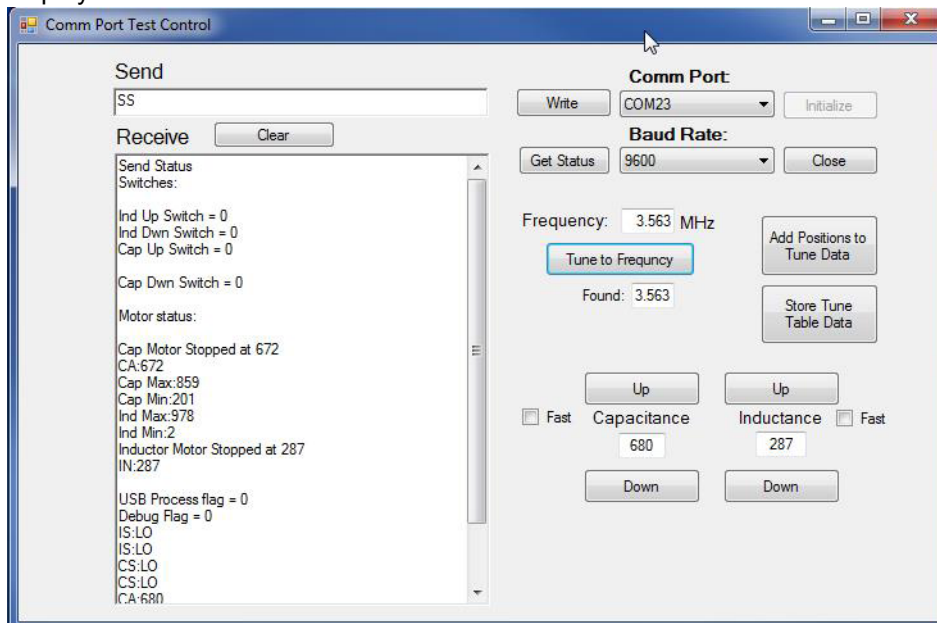 Comm Port Test Control
Send
SS
Receive
Clear
Send Status
Switches:
Ind Up Switch = 0
Ind Dwn Switch = 0
Cap Up Switch = 0
Cap Dwn Switch = 0
Motor status:
Cap Motor Stopped at 672
CA:672
Cap Max:859
Cap Min:201
Ind Max:978
Ind Min:2
Inductor Motor Stopped at 287
IN:287
USB Process flag = 0
Debug Flag = 0
IS:LO
IS:LO
CS:LO
CS:LO
CA:680
Comm Port:
Write
COM23
Initialize
Baud Rate:
Get Status
9600
Close
Frequency: 3.563 MHz
Tune to Frequncy
Found: 3.563
Add Positions to
Tune Data
Store Tune
Table Data
Up
Up
Fast
Capacitance
Inductance
Fast
680
287
Down
Down